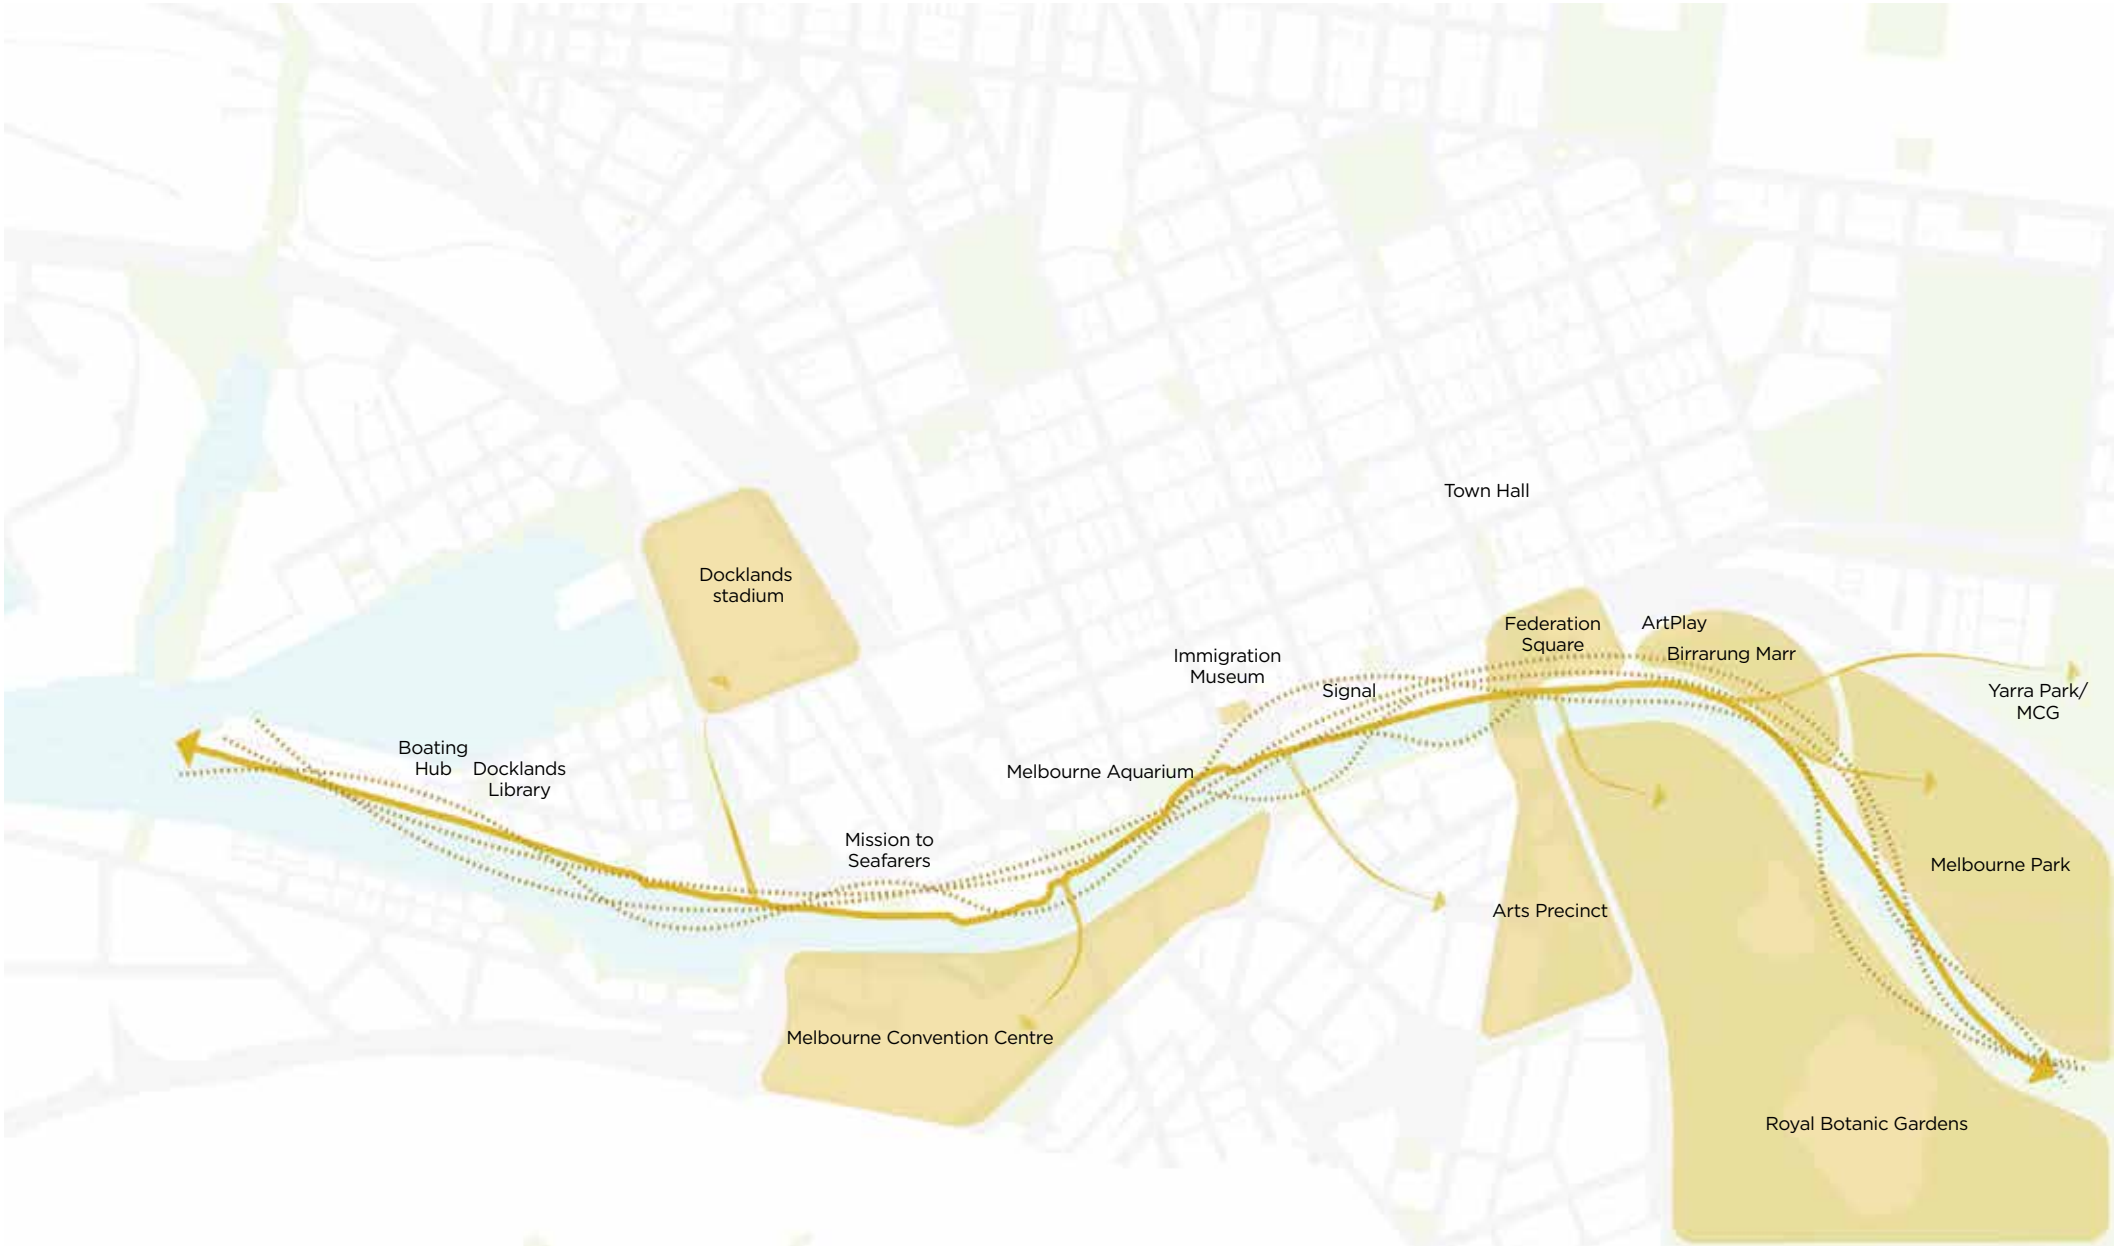 Town Hall
Docklands
stadium
Federation
Square
ArtPlay
Birrarung Marr
Immigration
Museum
Signal
Yarra Park/
MCG
Boating
Hub
Docklands
Library
Melbourne Aquarium
Mission to
Seafarers
Melbourne Park
Arts Precinct
Melbourne Convention Centre
Royal Botanic Gardens